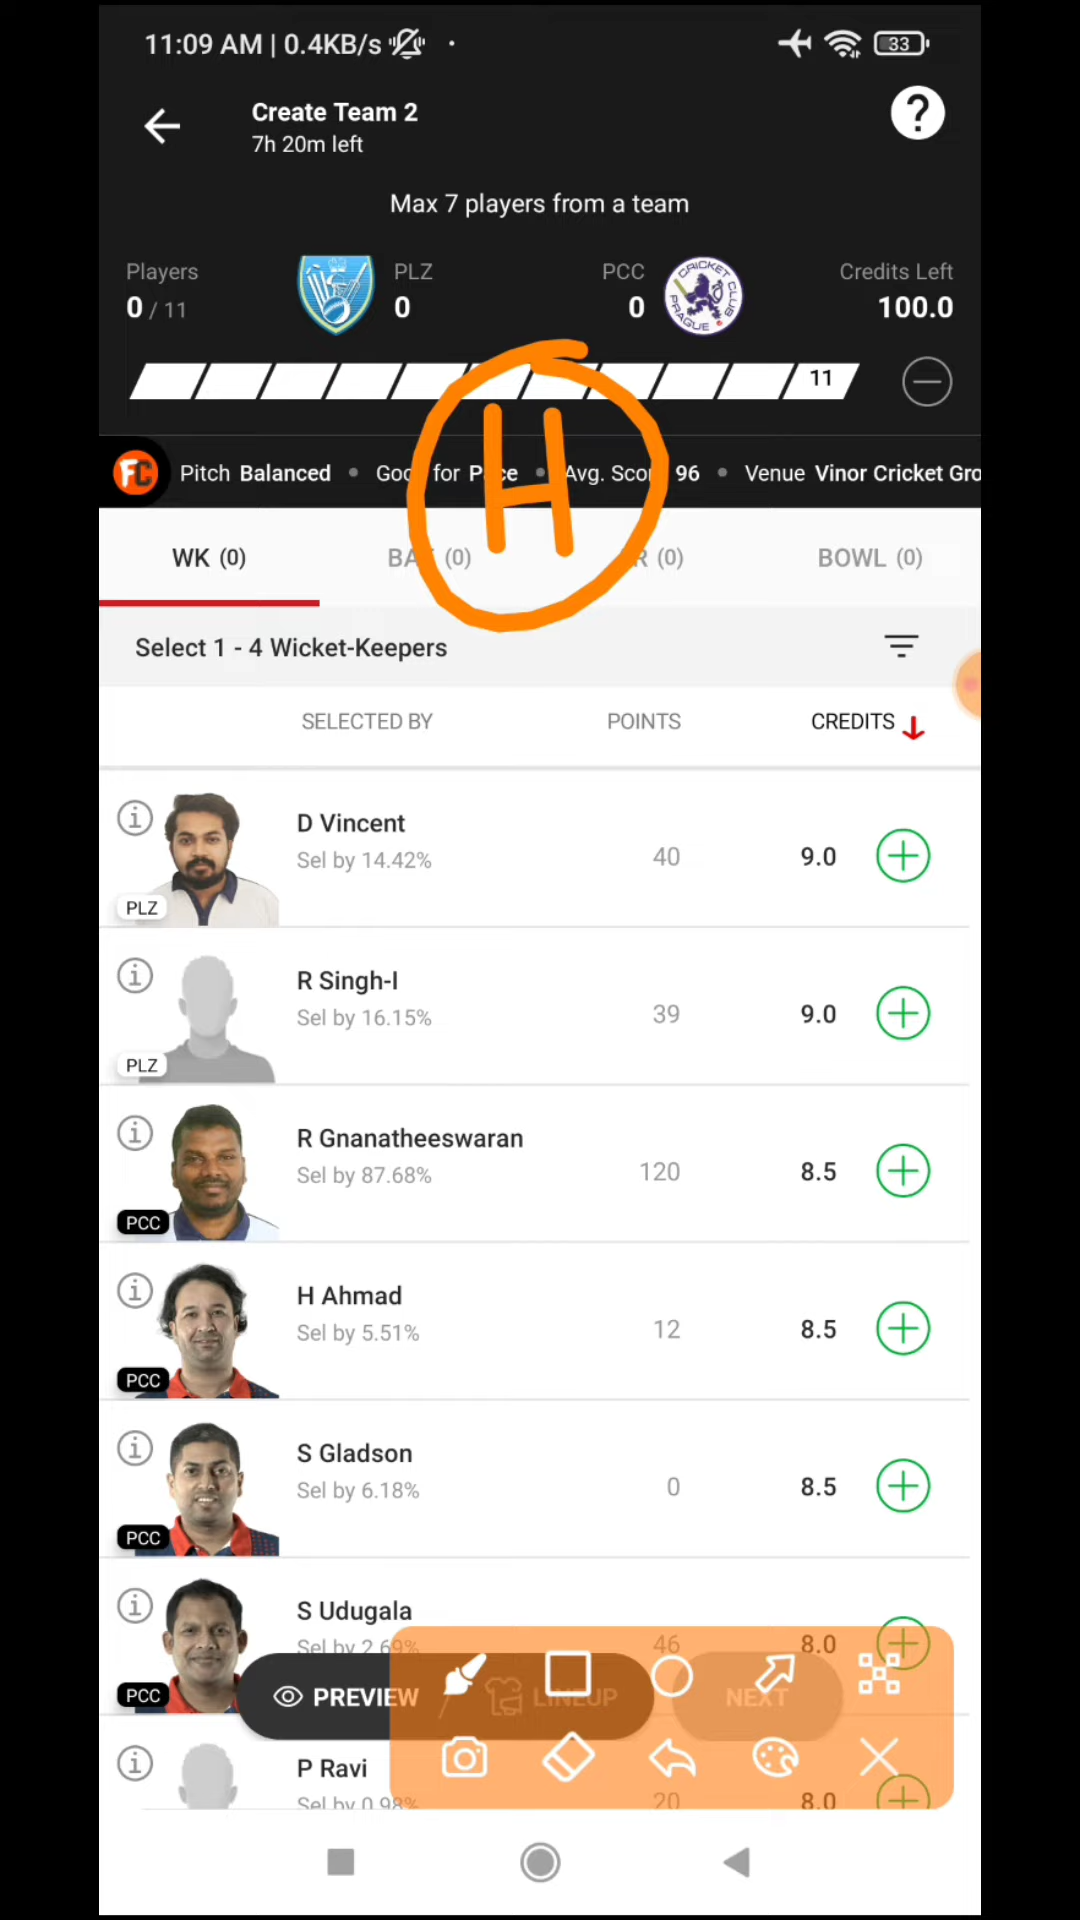 11:09 AM | 0.4KB/s
33
Create Team 2
7h 20m left
?
Max 7 players from a team
Players
0 / 11
PLZ
0
PCC
0
CRICKET CLUB PRAGUE
Credits Left
100.0
11
H
FC Pitch Balanced • Good for Pace • Avg. Score 96 • Venue Vinor Cricket Gro
WK (0) BAT (0) AR (0) BOWL (0)
Select 1 - 4 Wicket-Keepers
SELECTED BY POINTS CREDITS
D Vincent
Sel by 14.42% 40 9.0
PLZ
R Singh-I
Sel by 16.15% 39 9.0
PLZ
R Gnanatheeswaran
Sel by 87.68% 120 8.5
PCC
H Ahmad
Sel by 5.51% 12 8.5
PCC
S Gladson
Sel by 6.18% 0 8.5
PCC
S Udugala
Sel by 2.69% 46 8.0
PCC
PREVIEW LINEUP NEXT
P Ravi
Sel by 0.98% 20 8.0